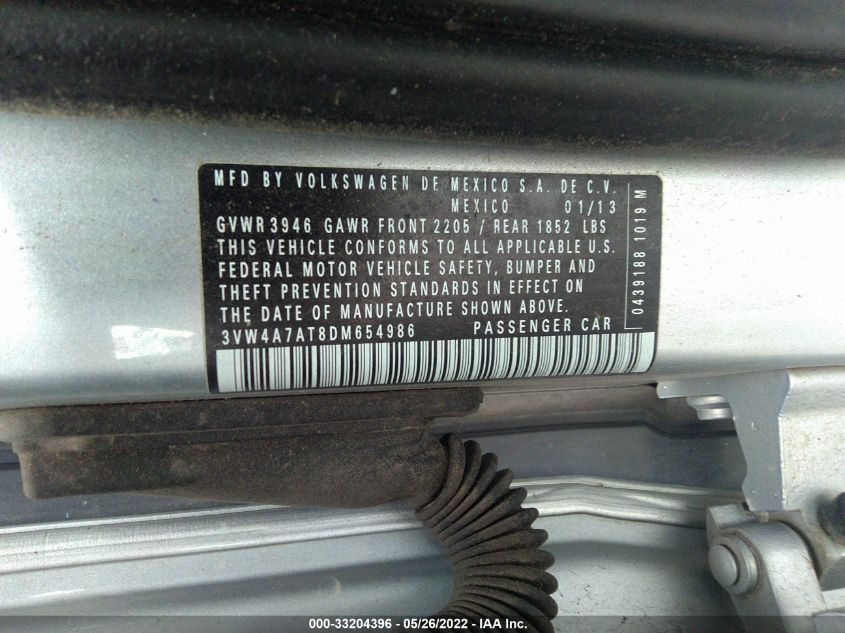 MFD BY VOLKSWAGEN DE MEXICO S.A. DE C.V.
MEXICO 01/13
GVWR 3946 GAWR FRONT 2205 / REAR 1852 LBS
THIS VEHICLE CONFORMS TO ALL APPLICABLE U.S.
FEDERAL MOTOR VEHICLE SAFETY, BUMPER AND
THEFT PREVENTION STANDARDS IN EFFECT ON
THE DATE OF MANUFACTURE SHOWN ABOVE.
3VW4A7AT8DM654986 PASSENGER CAR
0439188 1019 M
000-33204396 - 05/26/2022 - IAA Inc.